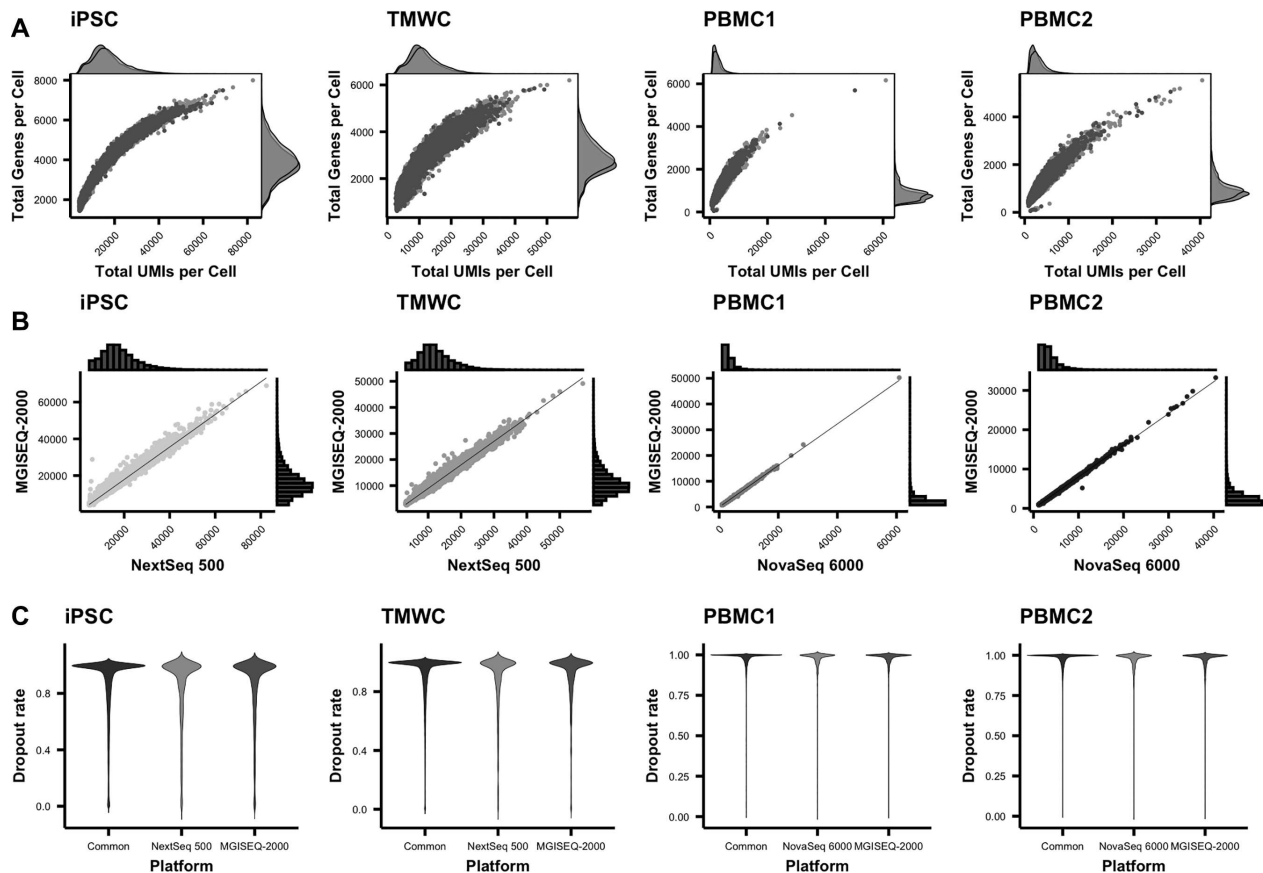 A
iPSC
TMWC
PBMC1
PBMC2
Total Genes per Cell
8000
6000
4000
2000
20000
40000
60000
80000
Total UMIs per Cell
Total Genes per Cell
6000
4000
2000
0
10000
20000
30000
40000
50000
Total UMIs per Cell
Total Genes per Cell
6000
4000
2000
0
0
20000
40000
60000
Total UMIs per Cell
Total Genes per Cell
4000
2000
0
0
10000
20000
30000
40000
Total UMIs per Cell
B
iPSC
TMWC
PBMC1
PBMC2
MGISEQ-2000
60000
40000
20000
20000
40000
60000
80000
NextSeq 500
MGISEQ-2000
50000
40000
30000
20000
10000
10000
20000
30000
40000
50000
NextSeq 500
MGISEQ-2000
50000
40000
30000
20000
10000
0
0
20000
40000
60000
NovaSeq 6000
MGISEQ-2000
30000
20000
10000
0
0
10000
20000
30000
40000
NovaSeq 6000
C
iPSC
TMWC
PBMC1
PBMC2
Dropout rate
0.8
0.4
0.0
Common
NextSeq 500
MGISEQ-2000
Platform
Dropout rate
0.8
0.4
0.0
Common
NextSeq 500
MGISEQ-2000
Platform
Dropout rate
1.00
0.75
0.50
0.25
0.00
Common
NovaSeq 6000
MGISEQ-2000
Platform
Dropout rate
1.00
0.75
0.50
0.25
0.00
Common
NovaSeq 6000
MGISEQ-2000
Platform